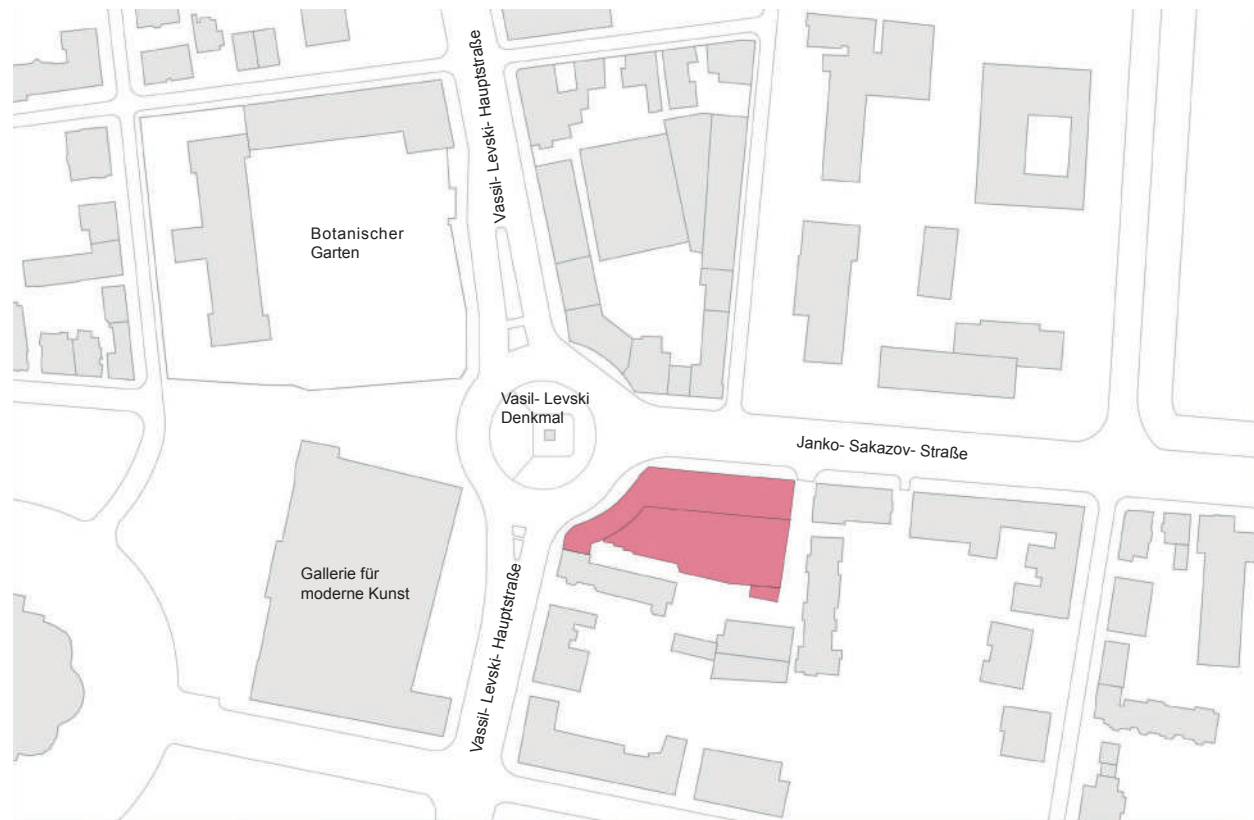 Vassil- Levski- Hauptstraße
Botanischer
Garten
Vasil- Levski
Denkmal
Janko- Sakazov- Straße
Gallerie für
moderne Kunst
Vassil- Levski- Hauptstraße